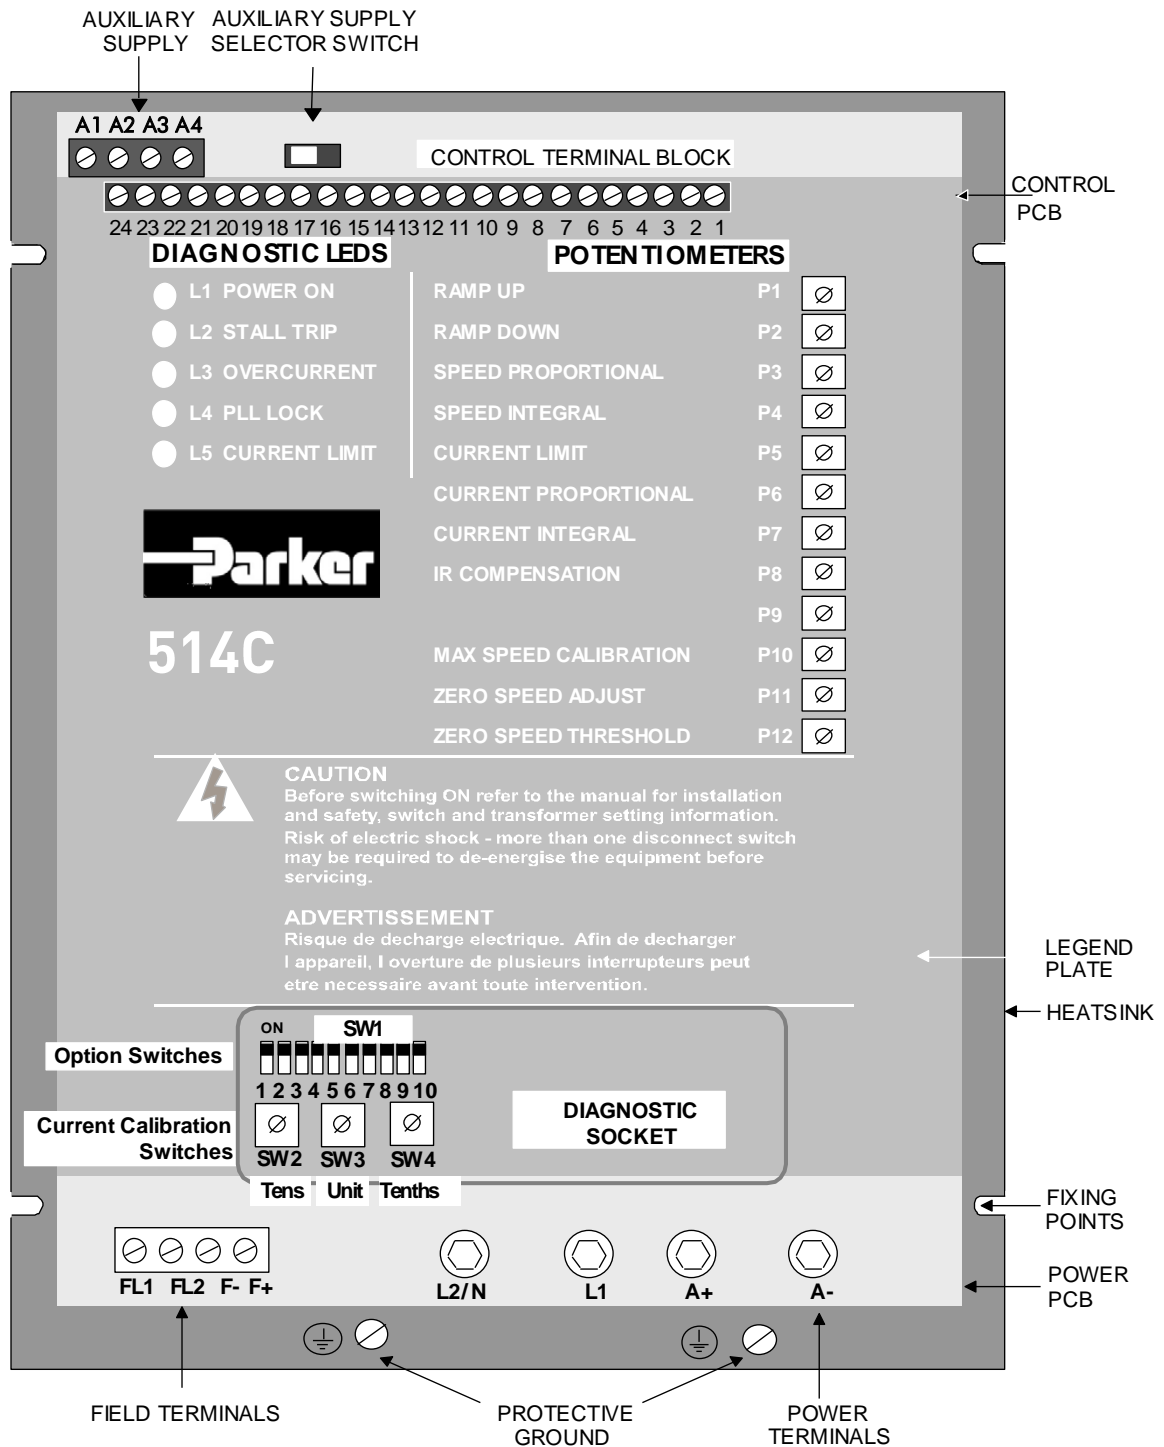 AUXILIARY SUPPLY
AUXILIARY SUPPLY SELECTOR SWITCH
A1 A2 A3 A4
CONTROL TERMINAL BLOCK
CONTROL PCB
24 23 22 21 20 19 18 17 16 15 14 13 12 11 10 9 8 7 6 5 4 3 2 1
DIAGNOSTIC LEDS
L1 POWER ON
L2 STALL TRIP
L3 OVERCURRENT
L4 PLL LOCK
L5 CURRENT LIMIT
POTENTIOMETERS
RAMP UP P1
RAMP DOWN P2
SPEED PROPORTIONAL P3
SPEED INTEGRAL P4
CURRENT LIMIT P5
CURRENT PROPORTIONAL P6
CURRENT INTEGRAL P7
IR COMPENSATION P8
P9
MAX SPEED CALIBRATION P10
ZERO SPEED ADJUST P11
ZERO SPEED THRESHOLD P12
Parker
514C
CAUTION
Before switching ON refer to the manual for installation
and safety, switch and transformer setting information.
Risk of electric shock - more than one disconnect switch
may be required to de-energise the equipment before
servicing.
ADVERTISSEMENT
Risque de decharge electrique. Afin de decharger
l appareil, l overture de plusieurs interrupteurs peut
etre necessaire avant toute intervention.
LEGEND PLATE
HEATSINK
ON SW1
Option Switches
1 2 3 4 5 6 7 8 9 10
Current Calibration Switches
SW2 SW3 SW4
Tens Unit Tenths
DIAGNOSTIC SOCKET
FIXING POINTS
FL1 FL2 F- F+
L2/N L1 A+ A-
POWER PCB
FIELD TERMINALS
PROTECTIVE GROUND
POWER TERMINALS